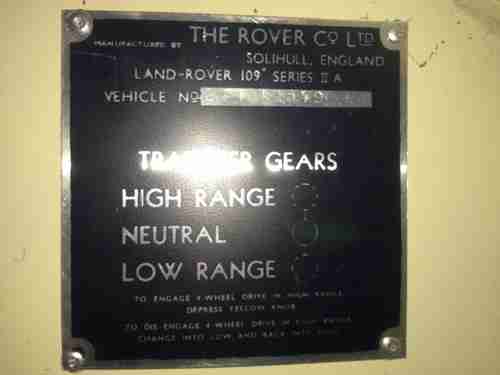 MANUFACTURED BY THE ROVER CO LTD
SOLIHULL, ENGLAND
LAND-ROVER 109" SERIES II A
VEHICLE NO
TRANSFER GEARS
HIGH RANGE
NEUTRAL
LOW RANGE
TO ENGAGE 4-WHEEL DRIVE IN HIGH RANGE
DEPRESS YELLOW KNOB
TO DIS-ENGAGE 4-WHEEL DRIVE IN HIGH RANGE
CHANGE INTO LOW AND BACK INTO HIGH